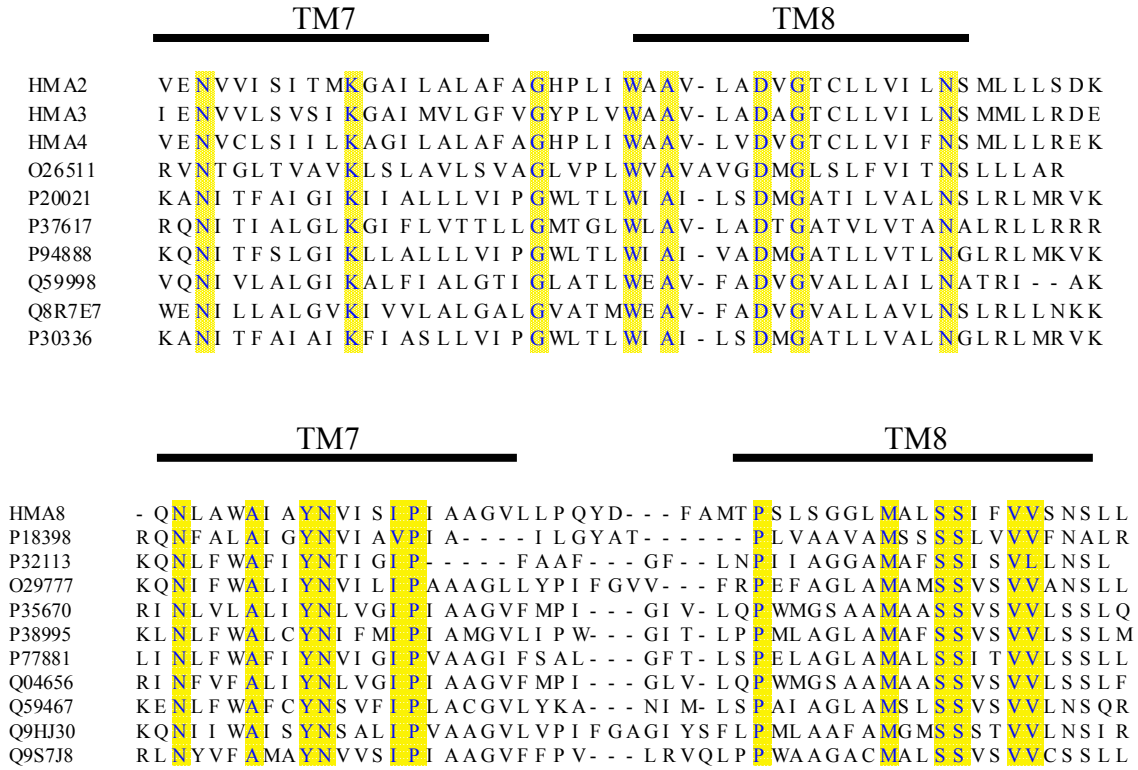 TM7 TM8
HMA2 VENVVISITMKGAILALAFAGHPLIWAAV-LADVGTCLLVILNSMLLLSDK
HMA3 IENVVLSVSIKGAIMVLGFVGYPLVWAAV-LADAGTCLLVILNSMMLLRDE
HMA4 VENVCLSIILKAGILALAFAGHPLIWAAV-LVDVGTCLLVIFNSMLLLREK
O26511 RVNTGLTVAVKLSLAVLSVAGLVPLWVAVAVGDMGLSLFVITNSLLLAR
P20021 KANITFAIGIKIIALLLVIPGWLTLWIAI-LSDMGATILVALNSLRLMRVK
P37617 RQNITIALGLKGIFLVTTLLGMTGLWLAV-LADTGATVLVTANALRLLRRR
P94888 KQNITFSLGIKLLALLLVIPGWLTLWIAI-VADMGATLLVTLNGLRLMKVK
Q59998 VQNIVLALGIKALFIALGTIGLATLWEAV-FADVGVALLAILNATRI--AK
Q8R7E7 WENILLALGVKIVVLALGALGVATMWEAV-FADVGVALLAVLNSLRLLNKK
P30336 KANITFAIAIKFIASLLVIPGWLTLWIAI-LSDMGATLLVALNGLRLMRVK
TM7 TM8
HMA8 -QNLAWAIAYNVISIPIAAGVLLPQYD---FAMTPSLSGGLMALSSIFVVSNSLL
P18398 RQNFALAIGYNVIAVPIA----ILGYAT------PLVAAVAMSSSSLVVVFNALR
P32113 KQNLFWAFIYNTIGIP-----FAAF---GF--LNPIIAGGAMAFSSISVLLNSL
O29777 KQNIFWALIYNVILIPAAAGLLYPIFGVV---FRPEFAGLAMAMSSVSVVANSLL
P35670 RINLVLALIYNLVGIPIAAGVFMPI---GIV-LQPWMGSAAMAASSVSVVLSSLQ
P38995 KLNLFWALCYNIFMIPIAMGVLIPW---GIT-LPPMLAGLAMAFSSVSVVLSSLM
P77881 LINLFWAFIYNVIGIPVAAGIFSAL---GFT-LSPELAGLAMALSSITVVLSSLL
Q04656 RINFVFALIYNLVGIPIAAGVFMPI---GLV-LQPWMGSAAMAASSVSVVLSSLF
Q59467 KENLFWAFCYNSVFIPLACGVLYKA---NIM-LSPAIAGLAMSLSSVSVVLNSQR
Q9HJ30 KQNIIWAISYNSALIPVAAGVLVPIFGAGIYSFLPMLAAFAMGMSSSTVVLNSIR
Q9S7J8 RLNYVFAMAYNVVSIPIAAGVFFPV---LRVQLPPWAAGACMALSSVSVVCSSLL